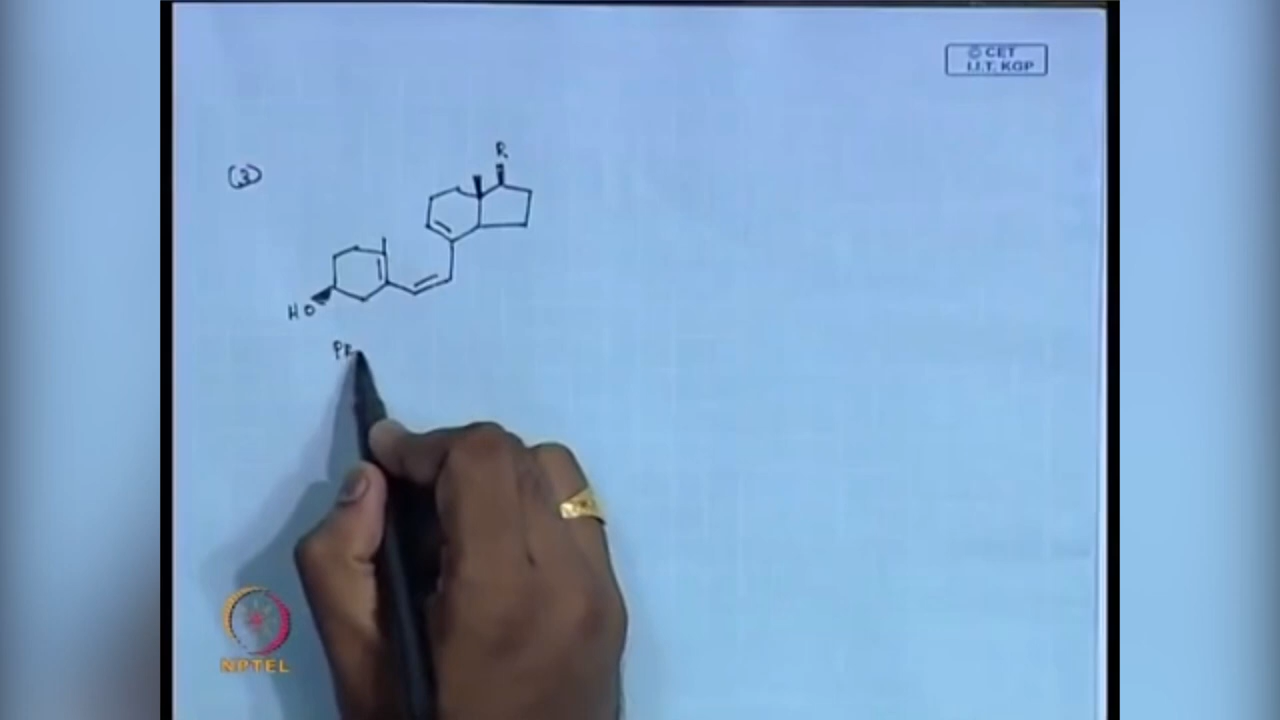 © CET
I.I.T. KGP
(3)
R
HO
PR
NPTEL